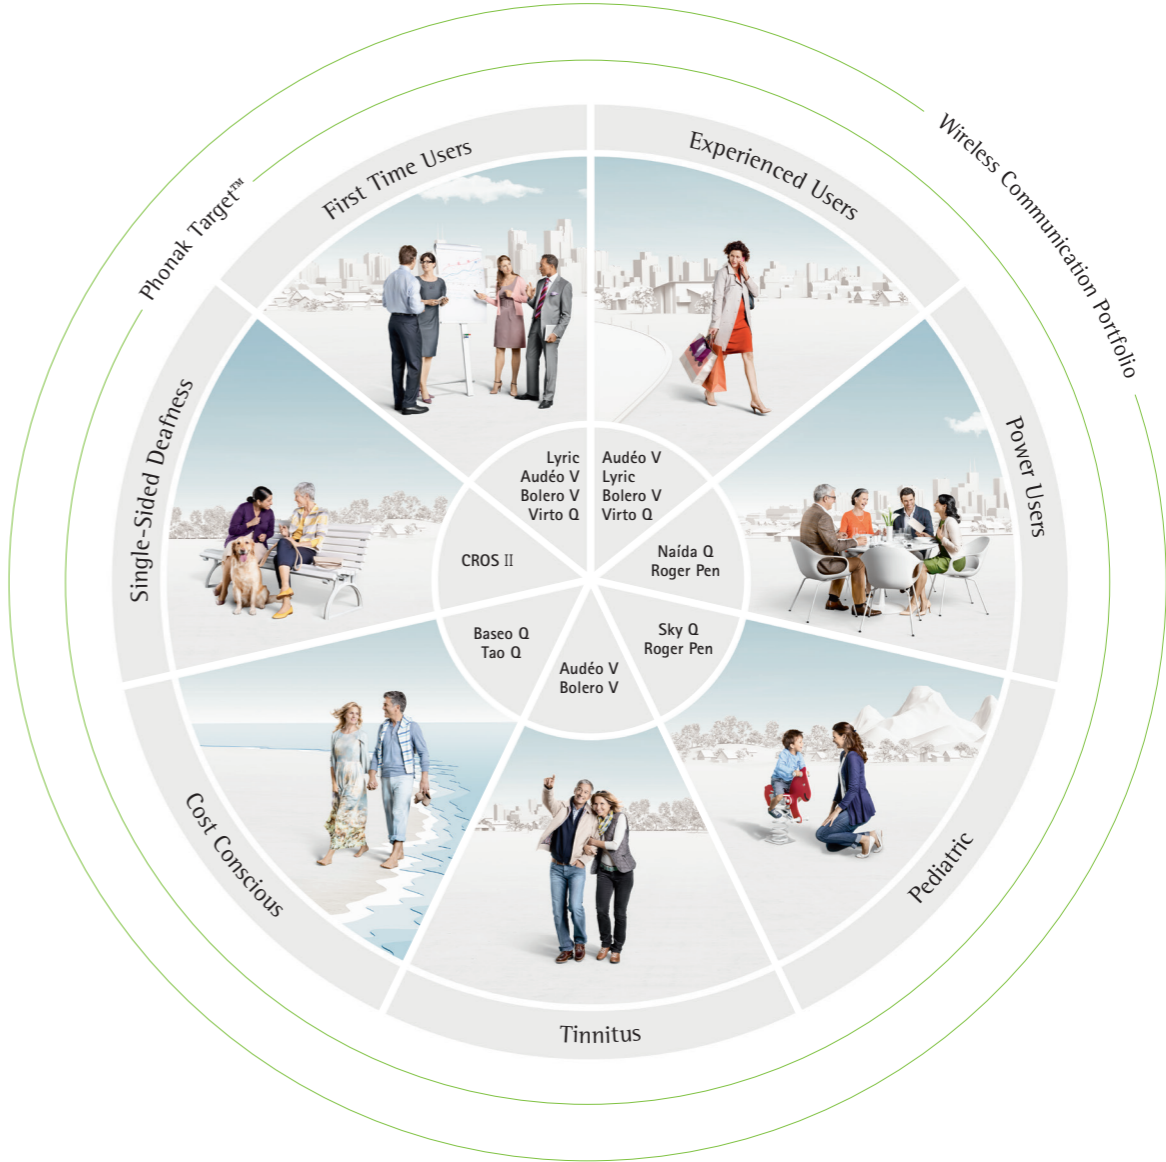 Phonak Target™
Wireless Communication Portfolio
First Time Users
Experienced Users
Power Users
Pediatric
Tinnitus
Cost Conscious
Single-Sided Deafness
Lyric
Audéo V
Bolero V
Virto Q
Audéo V
Lyric
Bolero V
Virto Q
Naída Q
Roger Pen
Sky Q
Roger Pen
Audéo V
Bolero V
Baseo Q
Tao Q
CROS II